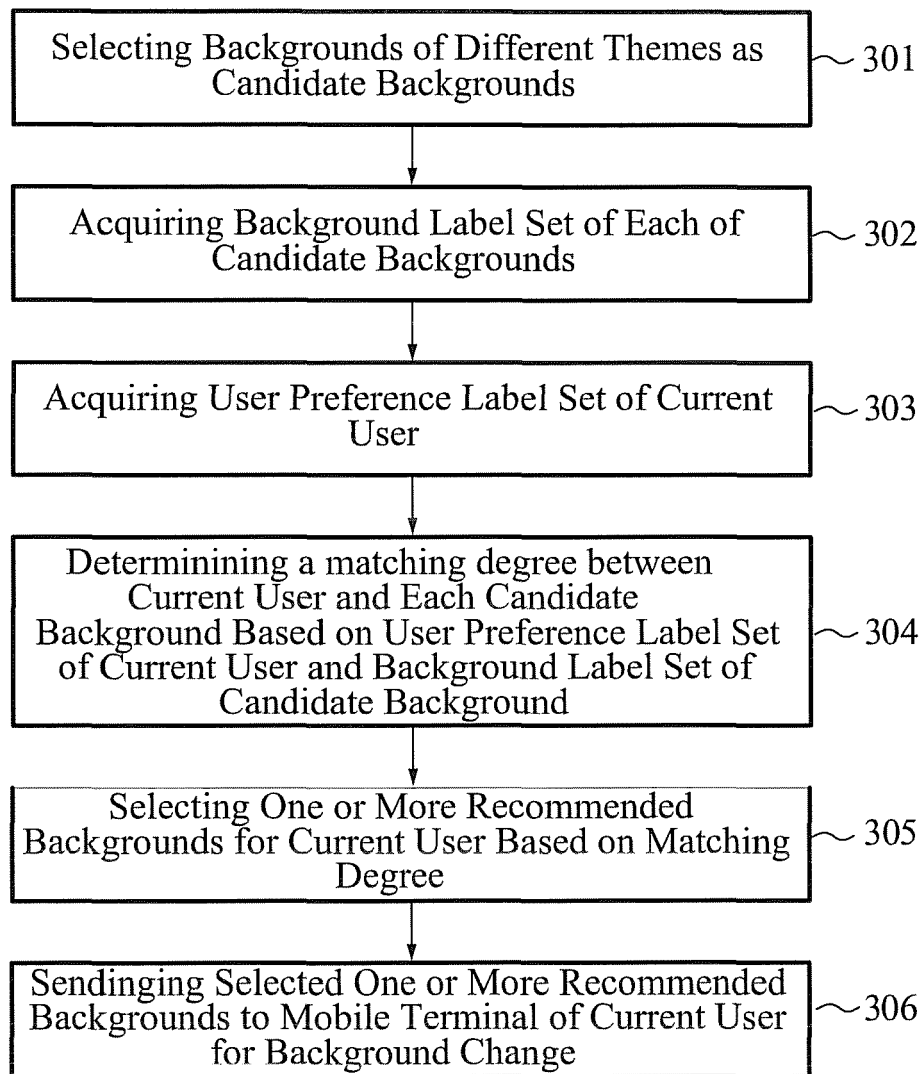 Selecting Backgrounds of Different Themes as
Candidate Backgrounds
301
Acquiring Background Label Set of Each of
Candidate Backgrounds
302
Acquiring User Preference Label Set of Current
User
303
Determinining a matching degree between
Current User and Each Candidate
Background Based on User Preference Label Set
of Current User and Background Label Set of
Candidate Background
304
Selecting One or More Recommended
Backgrounds for Current User Based on Matching
Degree
305
Sendinging Selected One or More Recommended
Backgrounds to Mobile Terminal of Current User
for Background Change
306